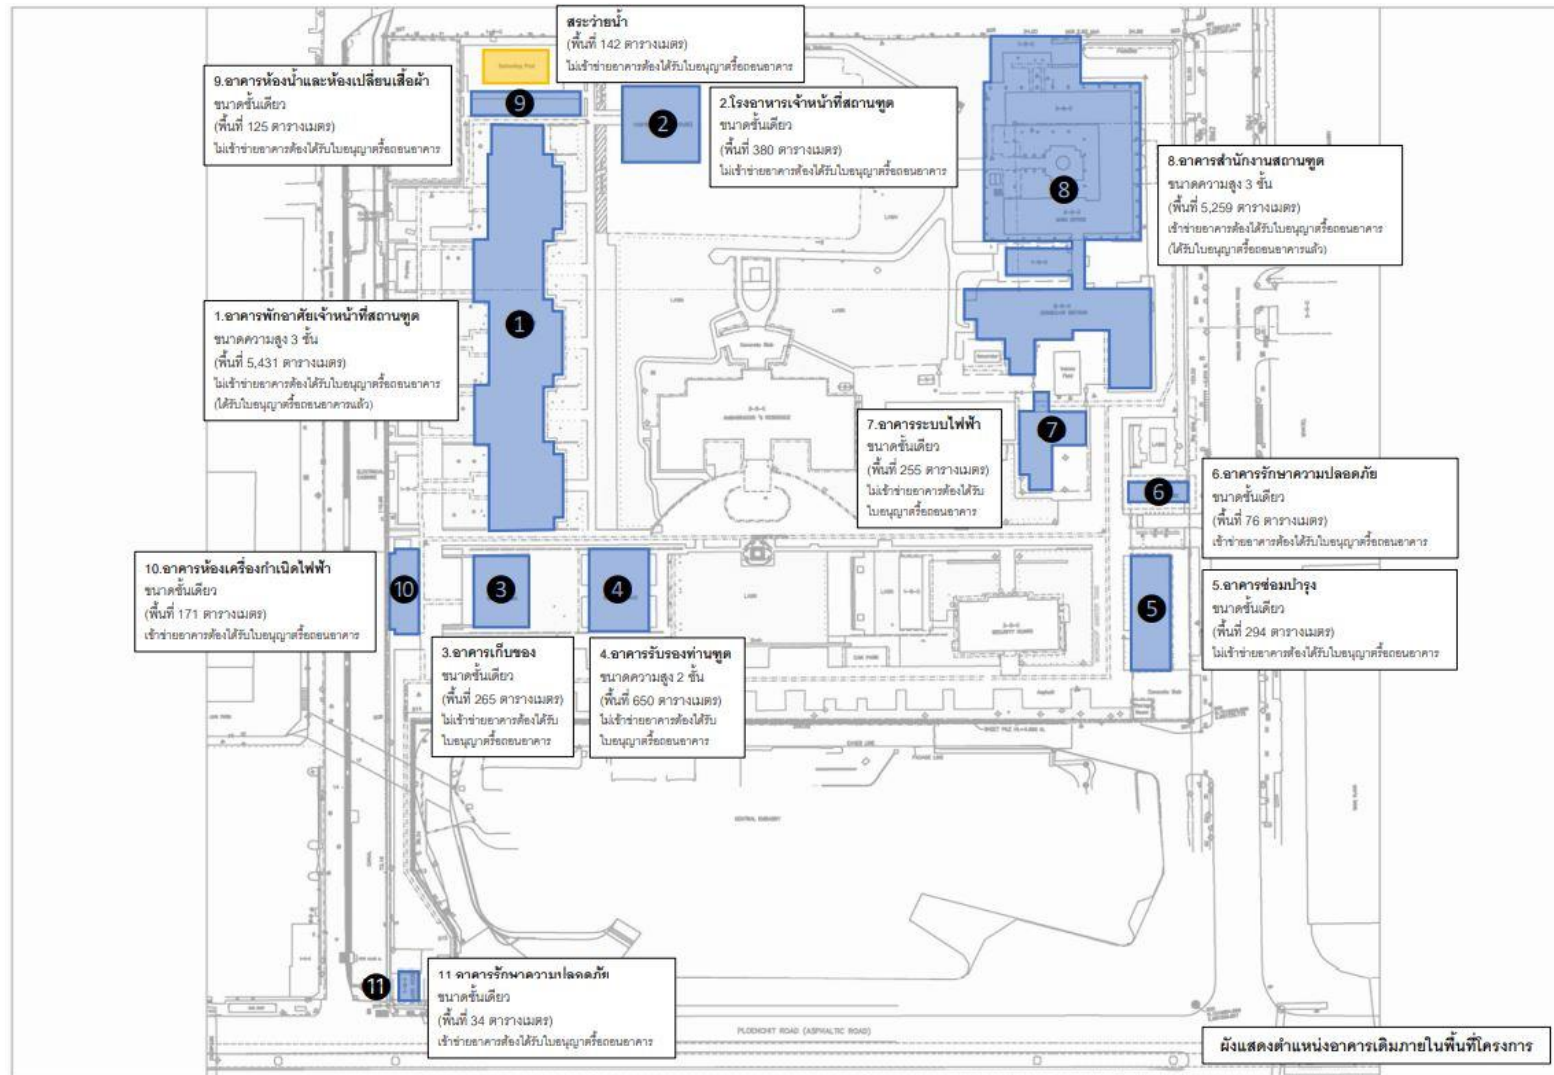 สระว่ายน้ำ
(พื้นที่ 142 ตารางเมตร)
ไม่เข้าข่ายอาคารต้องได้รับใบอนุญาตรื้อถอนอาคาร
9.อาคารห้องน้ำและห้องเปลี่ยนเสื้อผ้า
ขนาดชั้นเดียว
(พื้นที่ 125 ตารางเมตร)
ไม่เข้าข่ายอาคารต้องได้รับใบอนุญาตรื้อถอนอาคาร
Swimming Pool
9
2
2.โรงอาหารเจ้าหน้าที่สถานฑูต
ขนาดชั้นเดียว
(พื้นที่ 380 ตารางเมตร)
ไม่เข้าข่ายอาคารต้องได้รับใบอนุญาตรื้อถอนอาคาร
8
8.อาคารสำนักงานสถานฑูต
ขนาดความสูง 3 ชั้น
(พื้นที่ 5,259 ตารางเมตร)
เข้าข่ายอาคารต้องได้รับใบอนุญาตรื้อถอนอาคาร
(ได้รับใบอนุญาตรื้อถอนอาคารแล้ว)
1.อาคารพักอาศัยเจ้าหน้าที่สถานฑูต
ขนาดความสูง 3 ชั้น
(พื้นที่ 5,431 ตารางเมตร)
ไม่เข้าข่ายอาคารต้องได้รับใบอนุญาตรื้อถอนอาคาร
(ได้รับใบอนุญาตรื้อถอนอาคารแล้ว)
1
LAWN
LAWN
LAWN
Concrete Slab
AMBASSADOR 'S RESIDENCE
7.อาคารระบบไฟฟ้า
ขนาดชั้นเดียว
(พื้นที่ 255 ตารางเมตร)
ไม่เข้าข่ายอาคารต้องได้รับ
ใบอนุญาตรื้อถอนอาคาร
7
6
6.อาคารรักษาความปลอดภัย
ขนาดชั้นเดียว
(พื้นที่ 76 ตารางเมตร)
เข้าข่ายอาคารต้องได้รับใบอนุญาตรื้อถอนอาคาร
10.อาคารห้องเครื่องกำเนิดไฟฟ้า
ขนาดชั้นเดียว
(พื้นที่ 171 ตารางเมตร)
เข้าข่ายอาคารต้องได้รับใบอนุญาตรื้อถอนอาคาร
10
3
4
LAWN
LAWN
CAR PARK
5
5.อาคารซ่อมบำรุง
ขนาดชั้นเดียว
(พื้นที่ 294 ตารางเมตร)
ไม่เข้าข่ายอาคารต้องได้รับใบอนุญาตรื้อถอนอาคาร
3.อาคารเก็บของ
ขนาดชั้นเดียว
(พื้นที่ 265 ตารางเมตร)
ไม่เข้าข่ายอาคารต้องได้รับ
ใบอนุญาตรื้อถอนอาคาร
4.อาคารรับรองท่านฑูต
ขนาดความสูง 2 ชั้น
(พื้นที่ 650 ตารางเมตร)
ไม่เข้าข่ายอาคารต้องได้รับ
ใบอนุญาตรื้อถอนอาคาร
Asphalt
Concrete Slab
CENTRAL EMBASSY
11
11.อาคารรักษาความปลอดภัย
ขนาดชั้นเดียว
(พื้นที่ 34 ตารางเมตร)
เข้าข่ายอาคารต้องได้รับใบอนุญาตรื้อถอนอาคาร
PLOENCHIT ROAD (ASPHALTIC ROAD)
ผังแสดงตำแหน่งอาคารเดิมภายในพื้นที่โครงการ